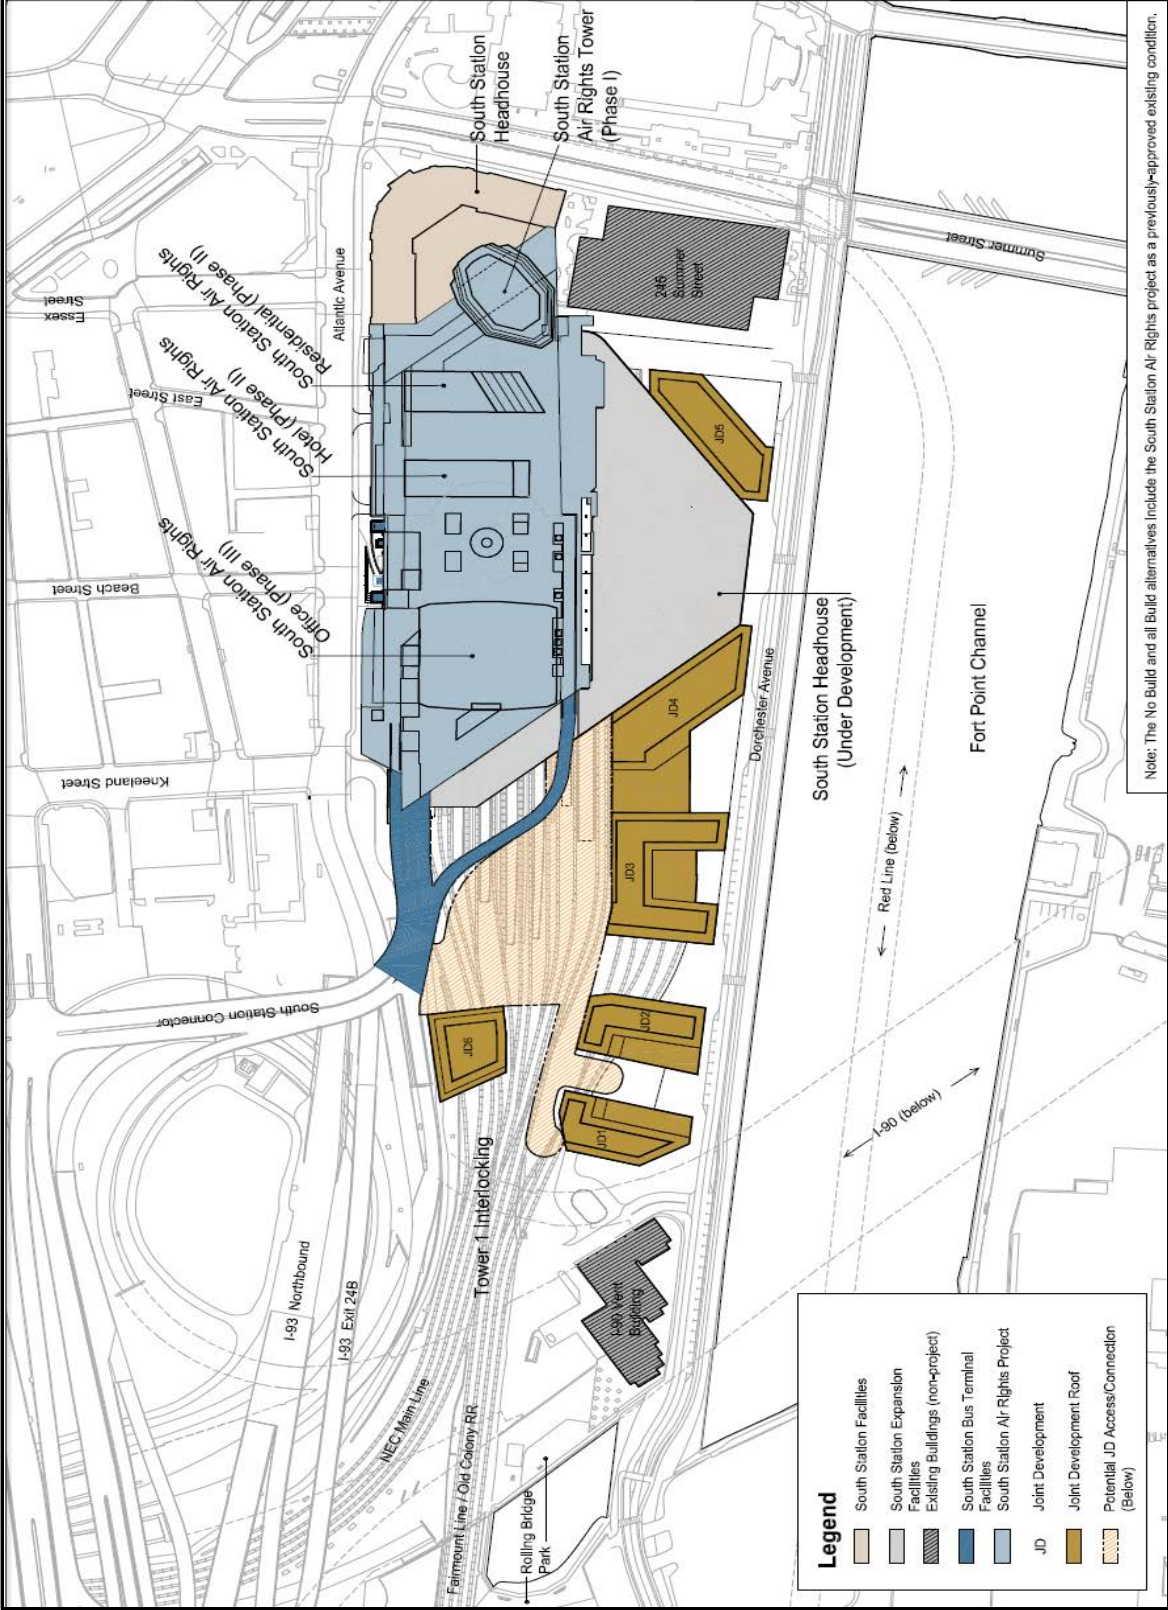 South Station
Headhouse
South Station
Air Rights Tower
(Phase I)
South Station Air Rights
Residential (Phase II)
South Station Air Rights
Hotel (Phase II)
South Station Air Rights
Office (Phase III)
Essex
Street
East Street
Beach Street
Kneeland Street
Atlantic Avenue
South Station Connector
Summer Street
245
Summer
Street
JD5
JD4
JD3
JD2
JD1
JD6
Dorchester Avenue
South Station Headhouse
(Under Development)
Fort Point Channel
Red Line (below)
I-90 (below)
Tower 1 Interlocking
I-93 Northbound
I-93 Exit 24B
NEC Main Line
Fairmount Line / Old Colony RR
I-90 Vent
Building
Rolling Bridge
Park
Legend
South Station Facilities
South Station Expansion
Facilities
Existing Buildings (non-project)
South Station Bus Terminal
Facilities
South Station Air Rights Project
JD Joint Development
Joint Development Roof
Potential JD Access/Connection
(Below)
Note: The No Build and all Build alternatives include the South Station Air Rights project as a previously-approved existing condition.